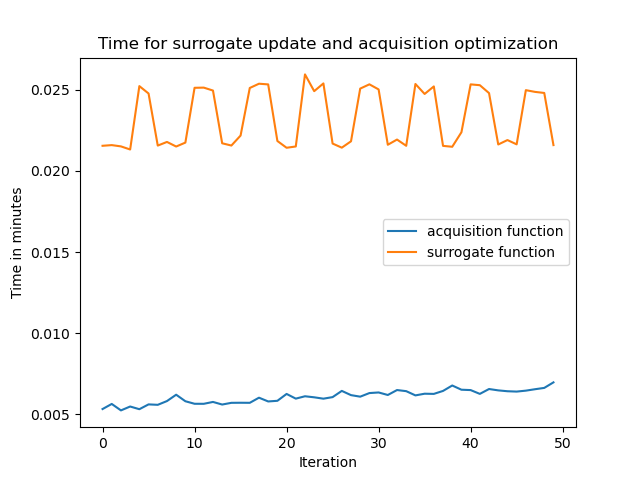 Time for surrogate update and acquisition optimization
0.025
0.020
0.015
0.010
0.005
Time in minutes
acquisition function
surrogate function
0 10 20 30 40 50
Iteration